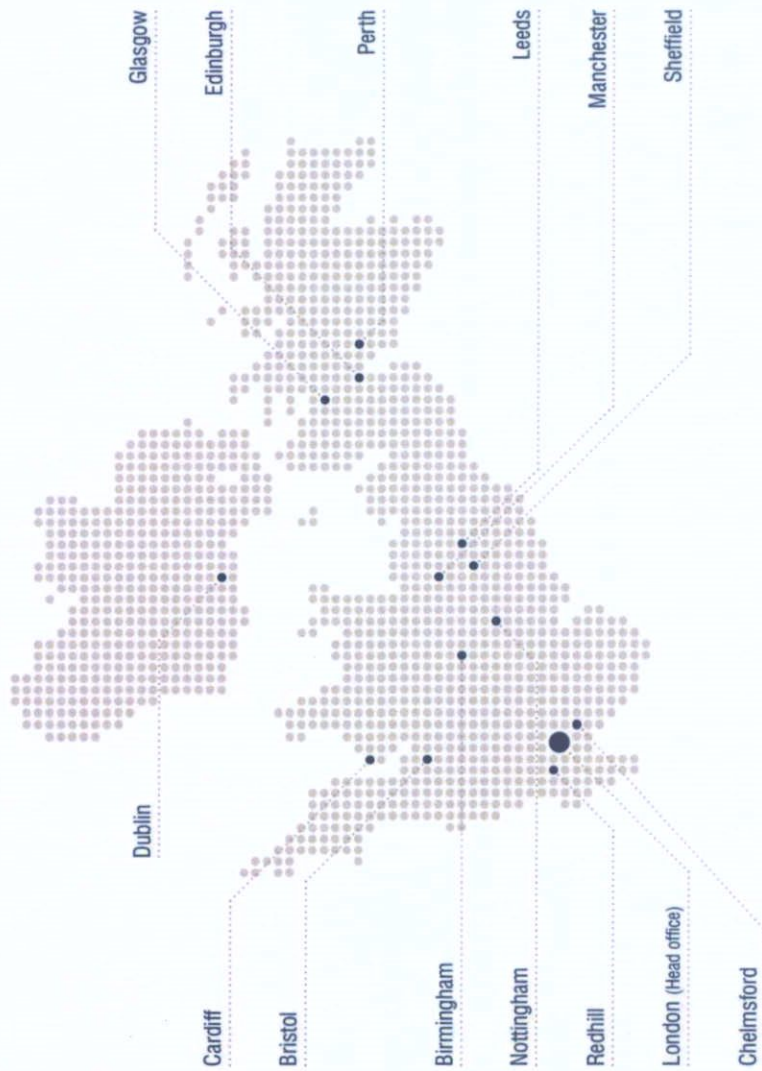 Glasgow
Edinburgh
Perth
Leeds
Manchester
Sheffield
Dublin
Cardiff
Bristol
Birmingham
Nottingham
Redhill
London (Head office)
Chelmsford